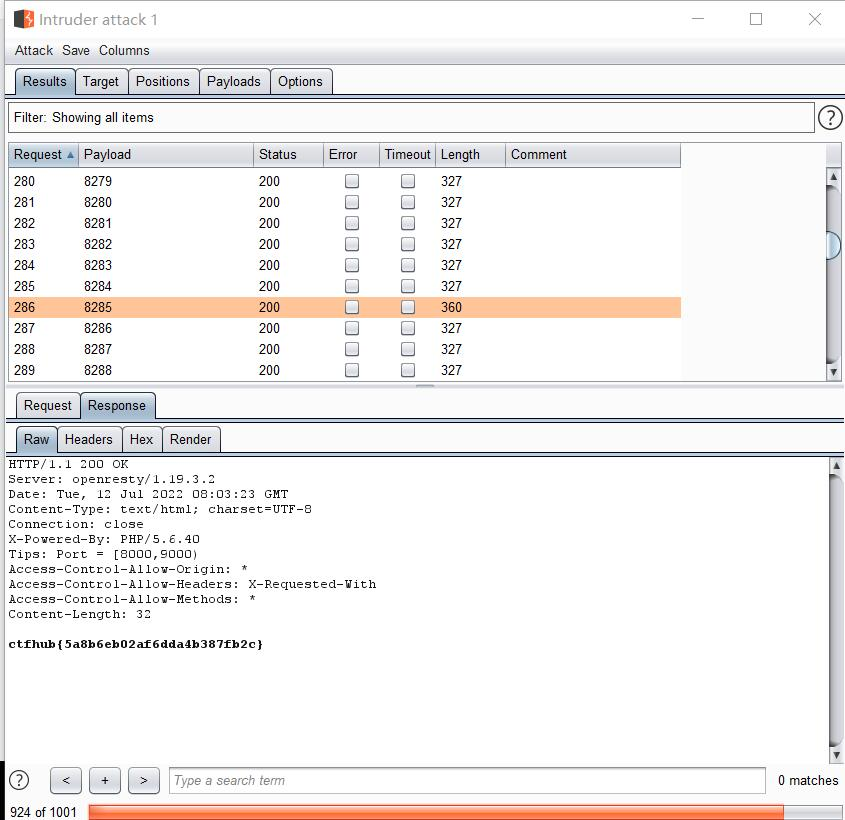 Intruder attack 1
Attack Save Columns
Results Target Positions Payloads Options
Filter: Showing all items ?
Request Payload Status Error Timeout Length Comment
280 8279 200 327
281 8280 200 327
282 8281 200 327
283 8282 200 327
284 8283 200 327
285 8284 200 327
286 8285 200 360
287 8286 200 327
288 8287 200 327
289 8288 200 327
Request Response
Raw Headers Hex Render
HTTP/1.1 200 OK
Server: openresty/1.19.3.2
Date: Tue, 12 Jul 2022 08:03:23 GMT
Content-Type: text/html; charset=UTF-8
Connection: close
X-Powered-By: PHP/5.6.40
Tips: Port = [8000,9000)
Access-Control-Allow-Origin: *
Access-Control-Allow-Headers: X-Requested-With
Access-Control-Allow-Methods: *
Content-Length: 32
ctfhub{5a8b6eb02af6dda4b387fb2c}
? < + > Type a search term 0 matches
924 of 1001